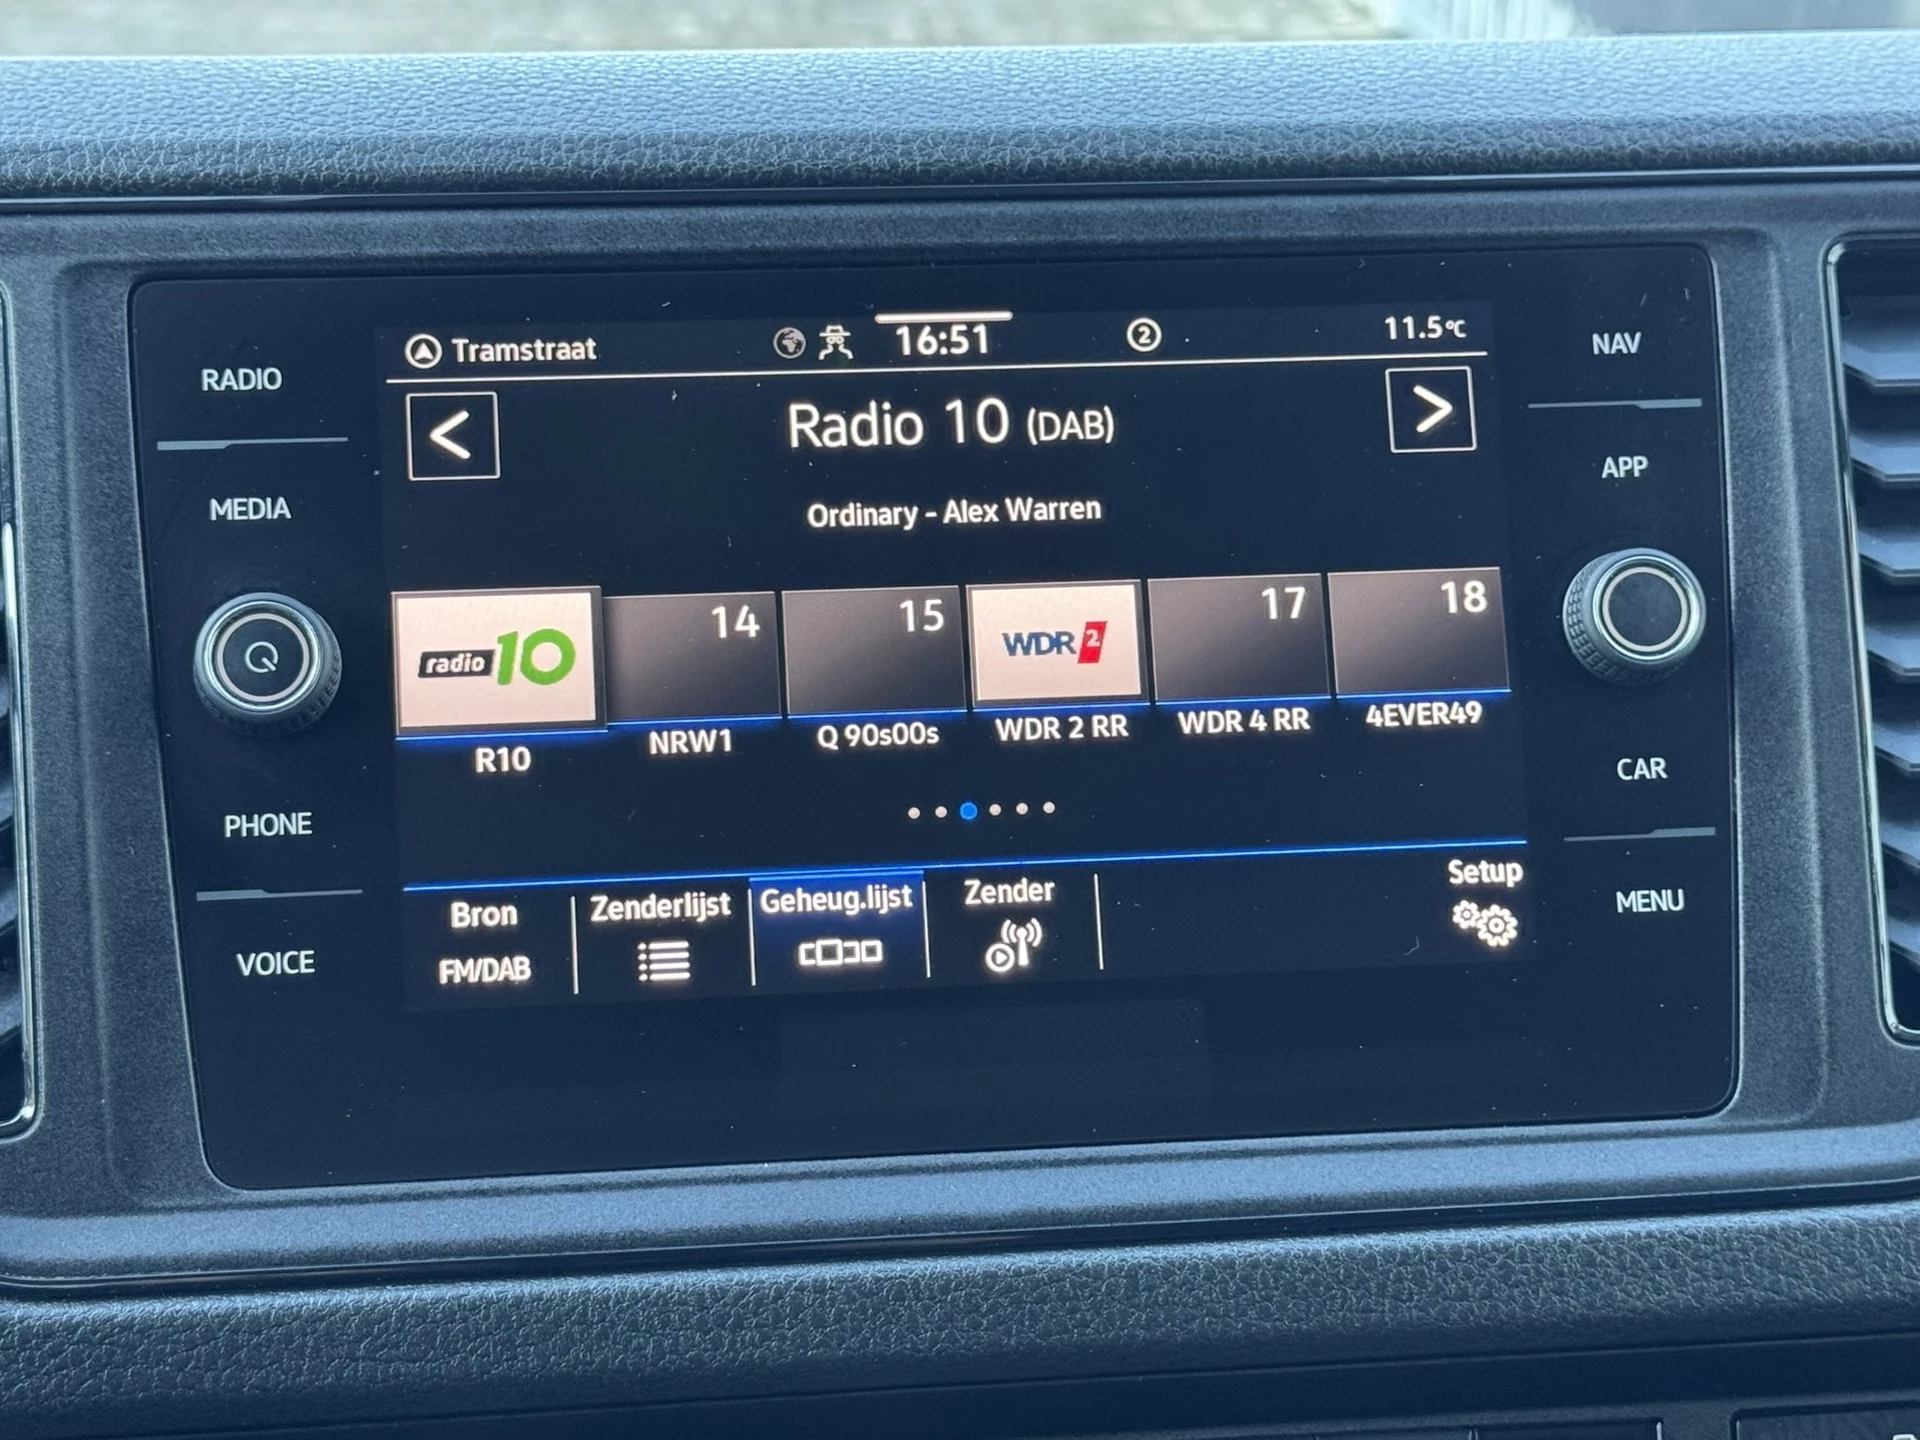 Tramstraat
16:51
2
11.5°C
RADIO
NAV
<
Radio 10 (DAB)
>
MEDIA
APP
Ordinary - Alex Warren
radio 10
14
15
WDR 2
17
18
R10
NRW1
Q 90s00s
WDR 2 RR
WDR 4 RR
4EVER49
PHONE
CAR
Bron
Zenderlijst
Geheug.lijst
Zender
Setup
FM/DAB
VOICE
MENU